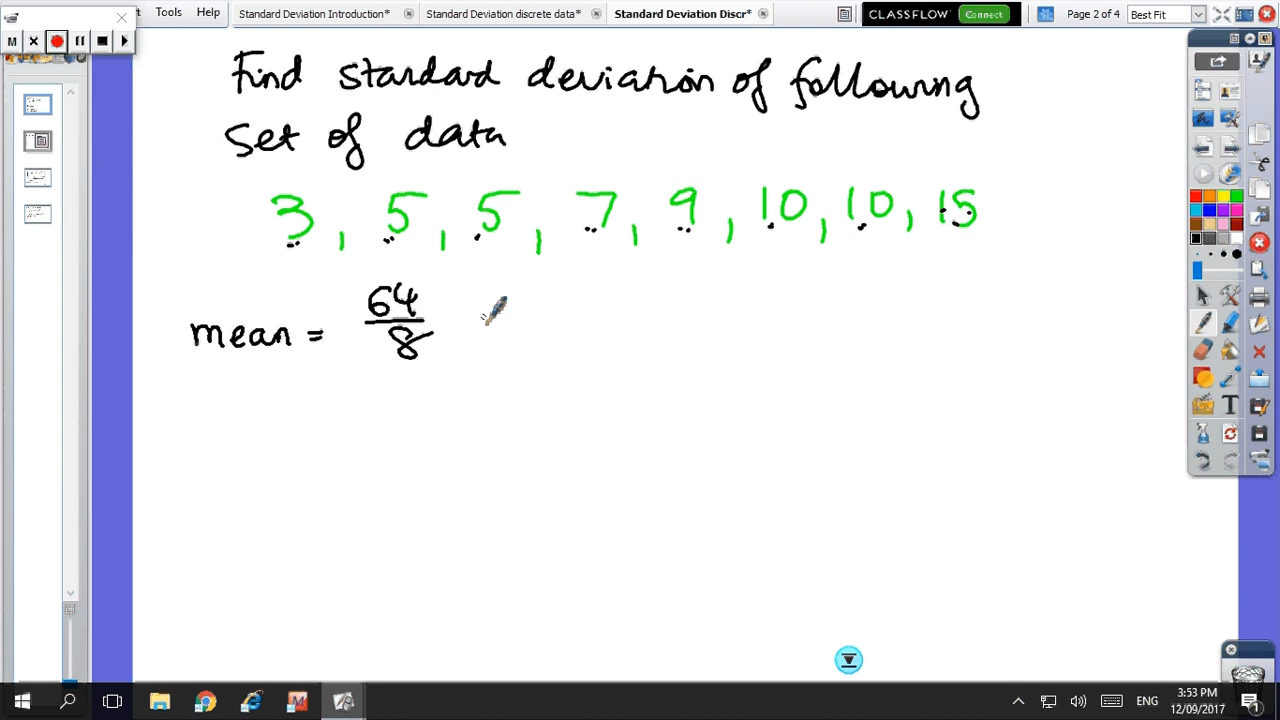 Tools Help Standard Deviation Introduction* Standard Deviation discrete data* Standard Deviation Discr* CLASSFLOW Connect Page 2 of 4 Best Fit
M
Find standard deviation of following
set of data
3, 5, 5, 7, 9, 10, 10, 15
mean = 64/8
T
ENG
3:53 PM
12/09/2017